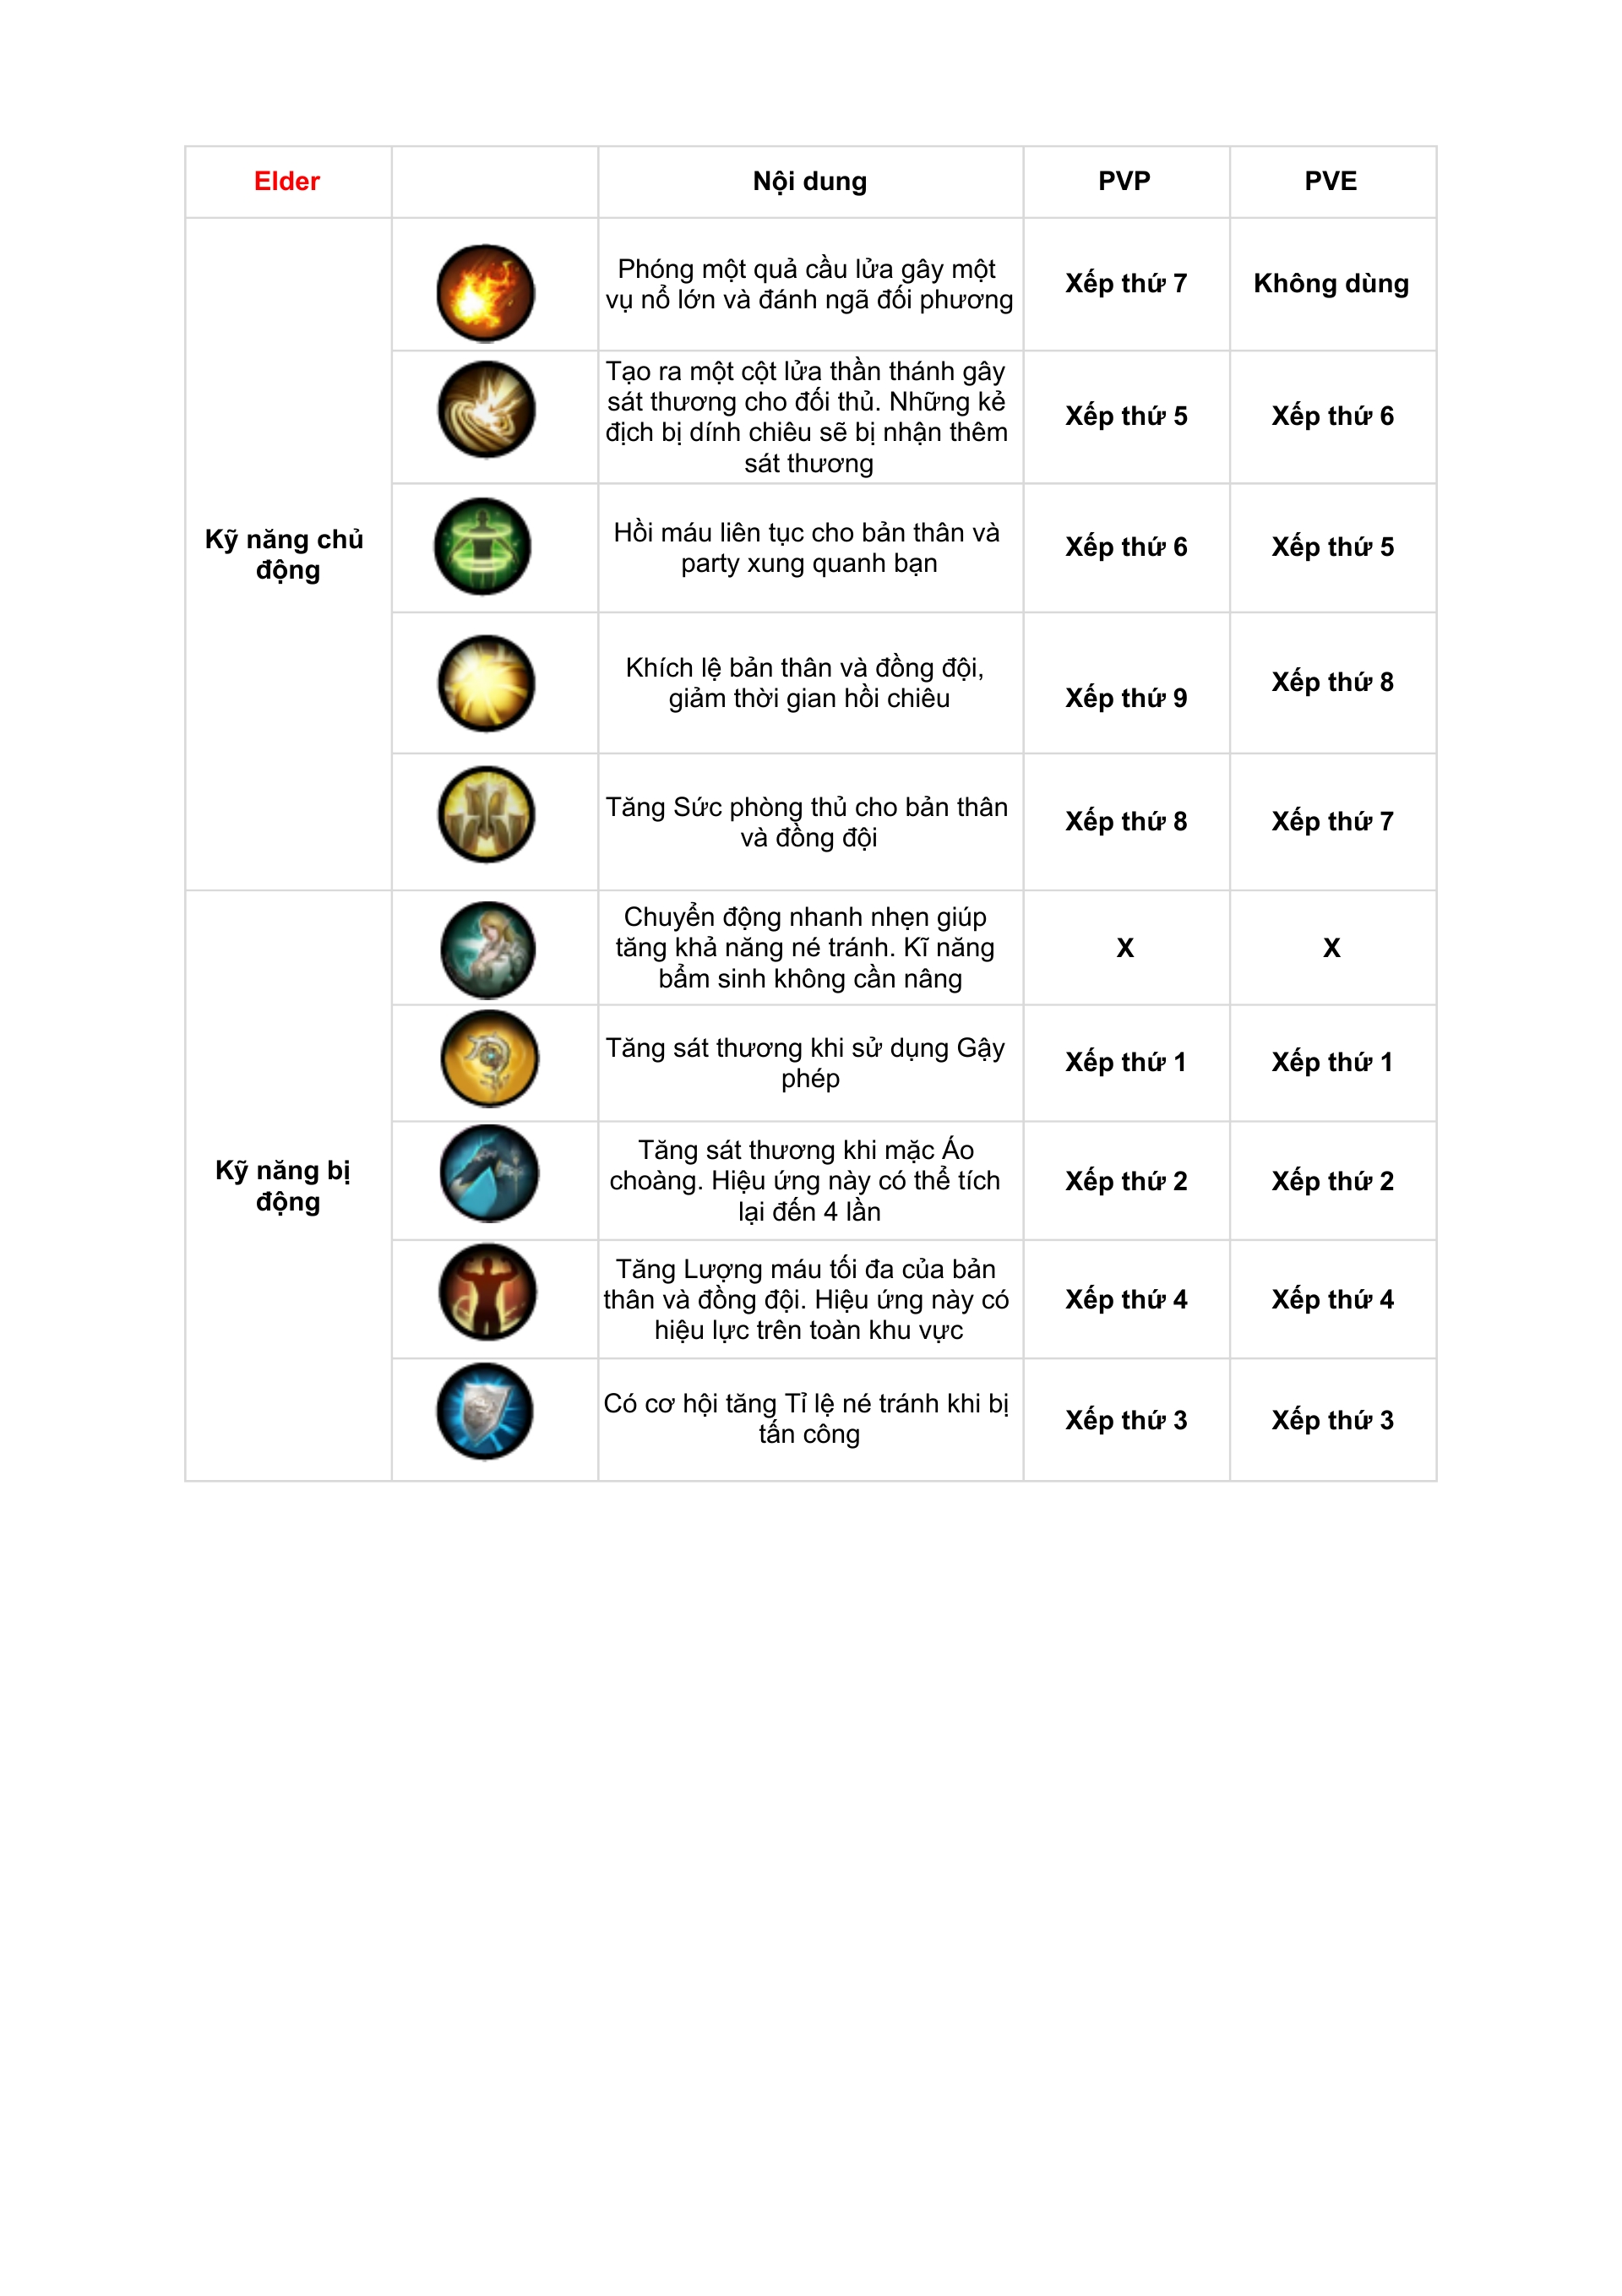 Elder
Nội dung
PVP
PVE
Kỹ năng chủ
động
Phóng một quả cầu lửa gây một
vụ nổ lớn và đánh ngã đối phương
Xếp thứ 7
Không dùng
Tạo ra một cột lửa thần thánh gây
sát thương cho đối thủ. Những kẻ
địch bị dính chiêu sẽ bị nhận thêm
sát thương
Xếp thứ 5
Xếp thứ 6
Hồi máu liên tục cho bản thân và
party xung quanh bạn
Xếp thứ 6
Xếp thứ 5
Khích lệ bản thân và đồng đội,
giảm thời gian hồi chiêu
Xếp thứ 9
Xếp thứ 8
Tăng Sức phòng thủ cho bản thân
và đồng đội
Xếp thứ 8
Xếp thứ 7
Kỹ năng bị
động
Chuyển động nhanh nhẹn giúp
tăng khả năng né tránh. Kĩ năng
bẩm sinh không cần nâng
X
X
Tăng sát thương khi sử dụng Gậy
phép
Xếp thứ 1
Xếp thứ 1
Tăng sát thương khi mặc Áo
choàng. Hiệu ứng này có thể tích
lại đến 4 lần
Xếp thứ 2
Xếp thứ 2
Tăng Lượng máu tối đa của bản
thân và đồng đội. Hiệu ứng này có
hiệu lực trên toàn khu vực
Xếp thứ 4
Xếp thứ 4
Có cơ hội tăng Tỉ lệ né tránh khi bị
tấn công
Xếp thứ 3
Xếp thứ 3